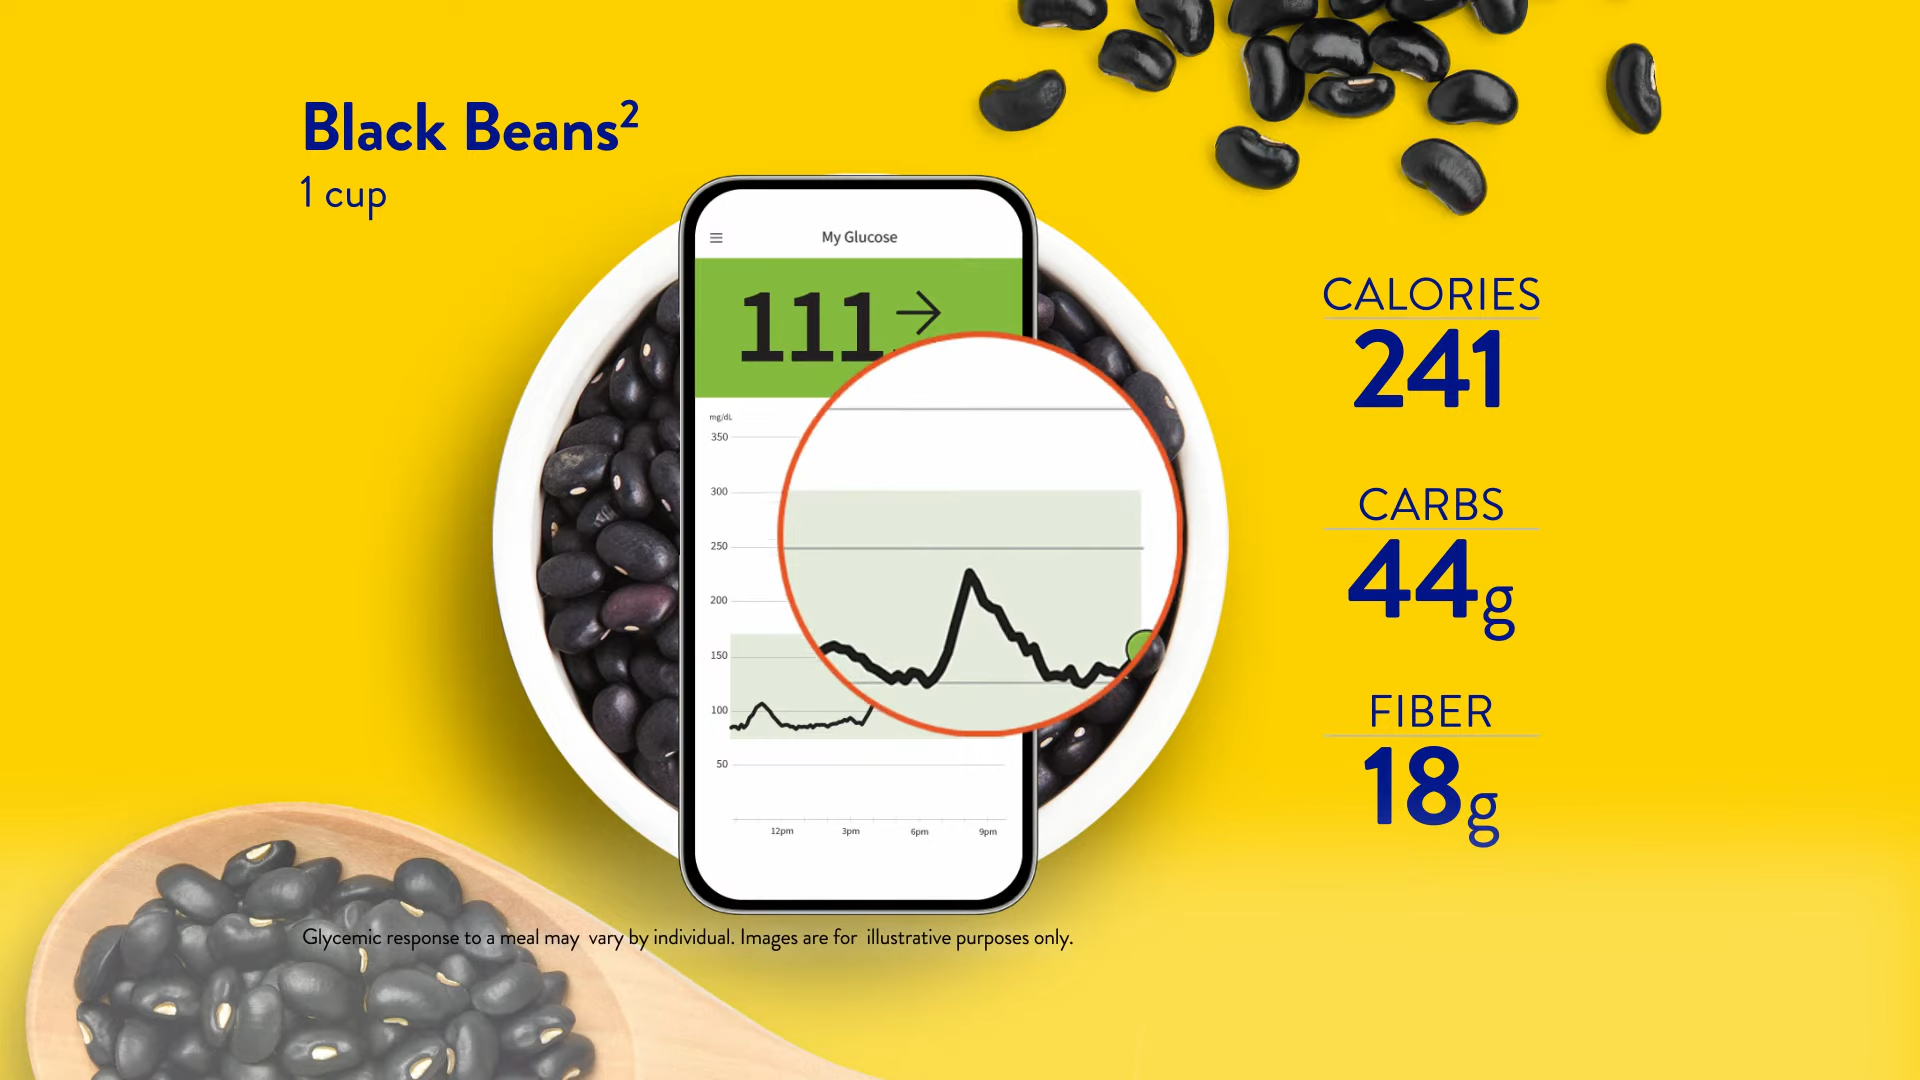 Black Beans²
1 cup
My Glucose
111→
mg/dL
350
300
250
200
150
100
50
12pm 3pm 6pm 9pm
CALORIES
241
CARBS
44g
FIBER
18g
Glycemic response to a meal may vary by individual. Images are for illustrative purposes only.